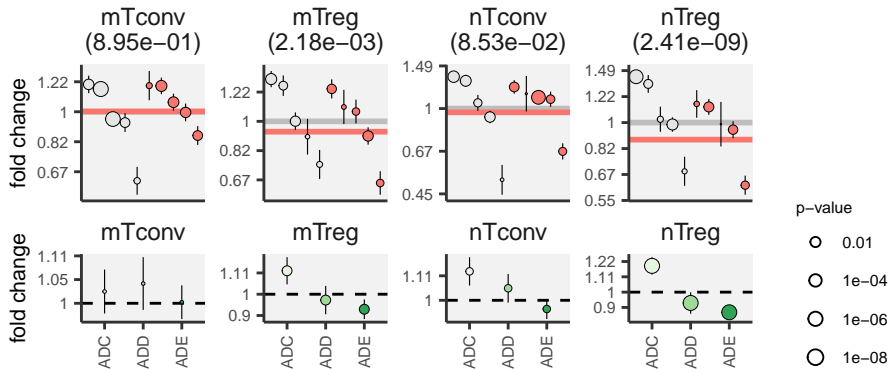 mTconv
(8.95e−01)
mTreg
(2.18e−03)
nTconv
(8.53e−02)
nTreg
(2.41e−09)
fold change
1.22
1
0.82
0.67
1.22
1
0.82
0.67
1.49
1
0.67
0.45
1.49
1.22
1
0.82
0.67
0.55
mTconv
mTreg
nTconv
nTreg
fold change
1.11
1.05
1
1.11
1
0.9
1.11
1
1.22
1.11
1
0.9
ADC
ADD
ADE
ADC
ADD
ADE
ADC
ADD
ADE
ADC
ADD
ADE
p−value
0.01
1e−04
1e−06
1e−08